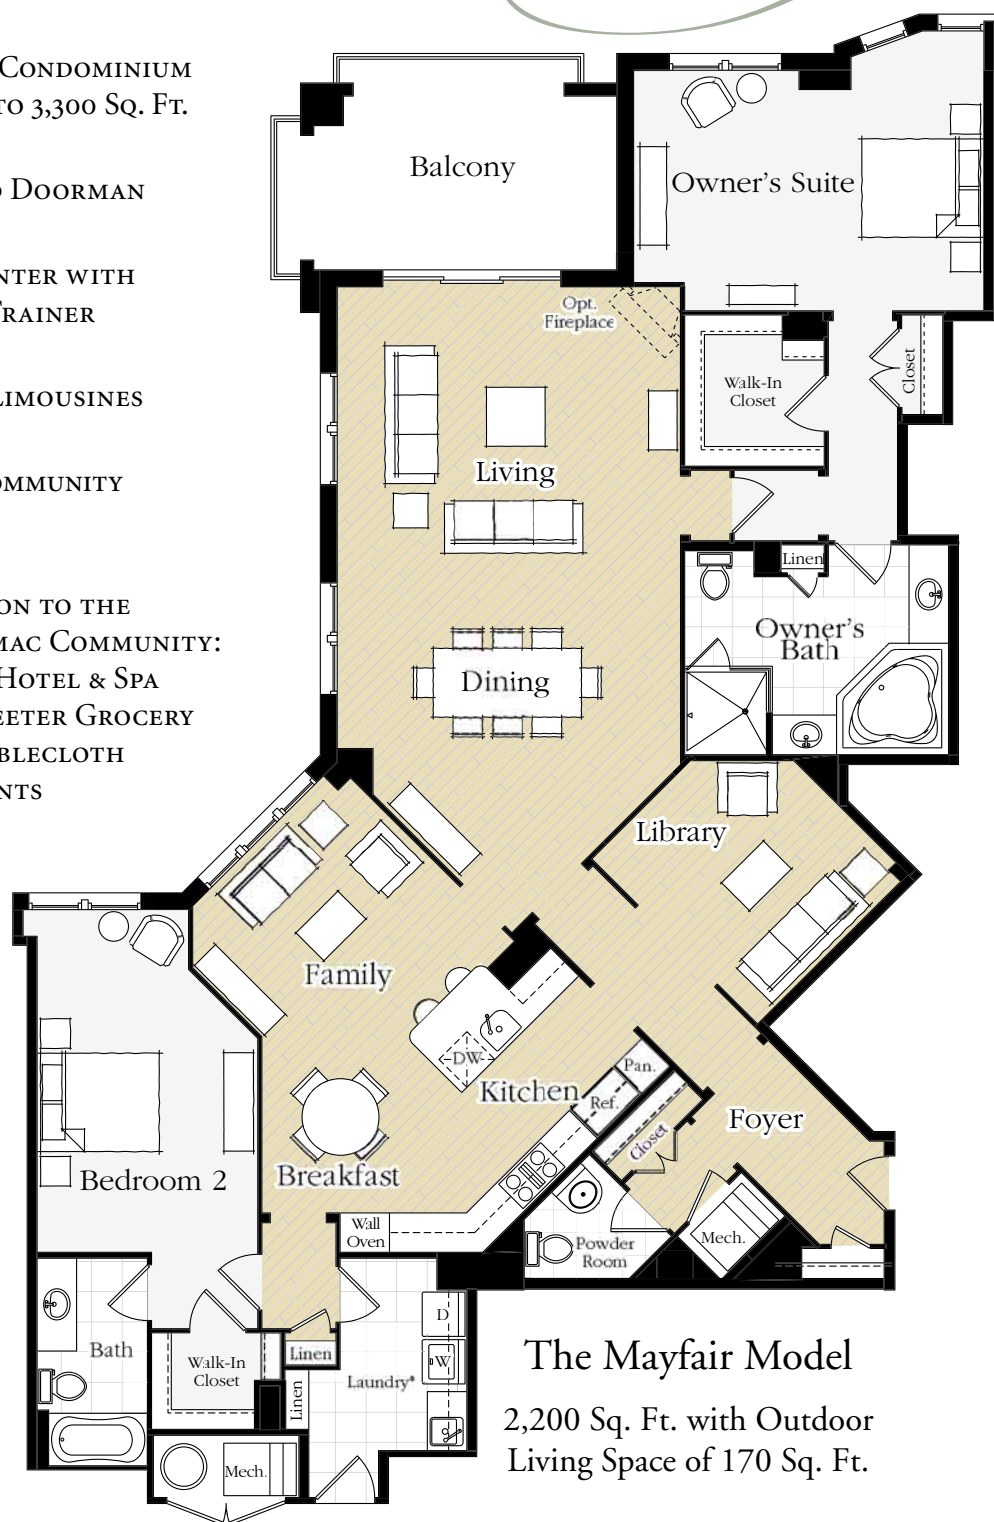 Condominium
to 3,300 Sq. Ft.
Doorman
nter with
Trainer
Limousines
ommunity
on to the
mac Community:
Hotel & Spa
eeter Grocery
blecloth
nts
Balcony
Owner's Suite
Opt.
Fireplace
Walk-In
Closet
Closet
Living
Linen
Owner's
Bath
Dining
Library
Family
DW
Kitchen
Pan.
Ref.
Foyer
Closet
Breakfast
Bedroom 2
Wall
Oven
Powder
Room
Mech.
Bath
Walk-In
Closet
Linen
Linen
Laundry*
D
W
Mech.
The Mayfair Model
2,200 Sq. Ft. with Outdoor
Living Space of 170 Sq. Ft.